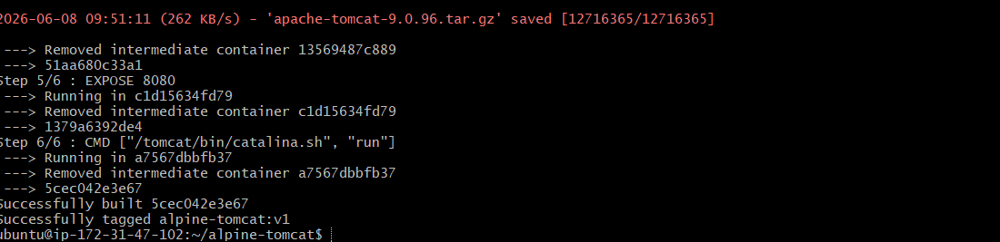 2026-06-08 09:51:11 (262 KB/s) - 'apache-tomcat-9.0.96.tar.gz' saved [12716365/12716365]
---> Removed intermediate container 13569487c889
---> 51aa680c33a1
Step 5/6 : EXPOSE 8080
---> Running in c1d15634fd79
---> Removed intermediate container c1d15634fd79
---> 1379a6392de4
Step 6/6 : CMD ["/tomcat/bin/catalina.sh", "run"]
---> Running in a7567dbbfb37
---> Removed intermediate container a7567dbbfb37
---> 5cec042e3e67
Successfully built 5cec042e3e67
Successfully tagged alpine-tomcat:v1
ubuntu@ip-172-31-47-102:~/alpine-tomcat$